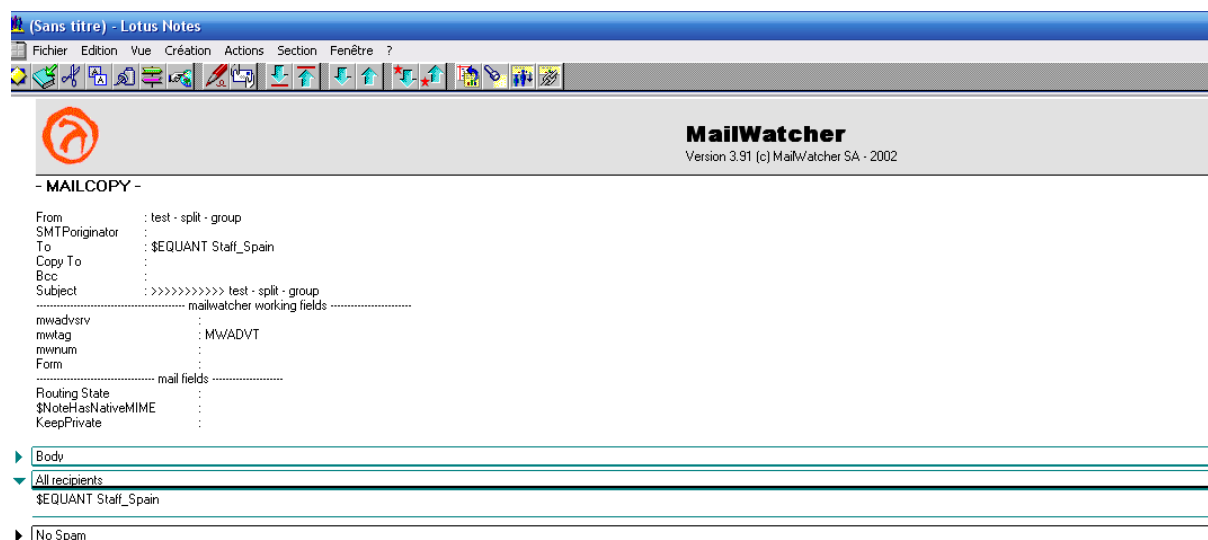 (Sans titre) - Lotus Notes
Fichier Edition Vue Création Actions Section Fenêtre ?
MailWatcher
Version 3.91 (c) MailWatcher SA - 2002
- MAILCOPY -
From : test - split - group
SMTPoriginator :
To : $EQUANT Staff_Spain
Copy To :
Bcc :
Subject : >>>>>>>>>>> test - split - group
-------------------------------------------- mailwatcher working fields ------------------------
mwadvsrv :
mwtag : MWADVT
mwnum :
Form :
----------------------------------- mail fields ---------------------
Routing State :
$NoteHasNativeMIME :
KeepPrivate :
Body
All recipients
$EQUANT Staff_Spain
No Spam